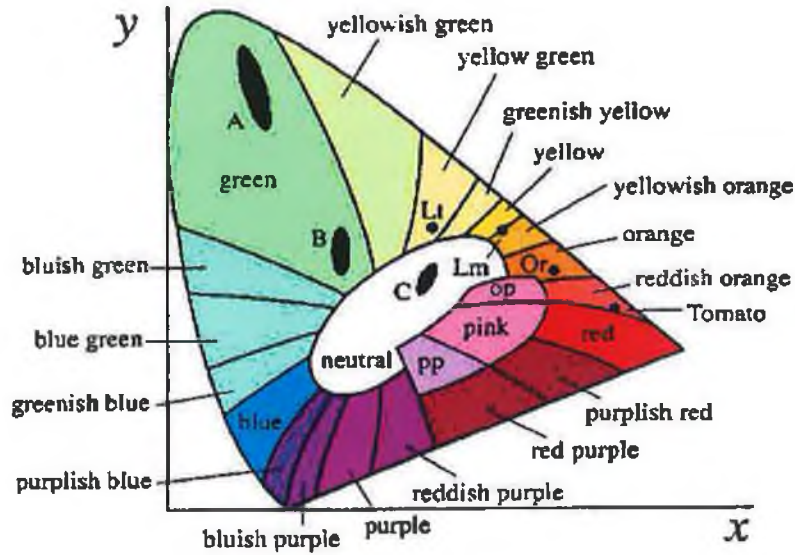 y
yellowish green
yellow green
greenish yellow
yellow
yellowish orange
orange
reddish orange
Tomato
A
green
Lt
B
Lm
Or
C
op
bluish green
blue green
greenish blue
neutral
pink
red
pp
blue
purplish red
red purple
purplish blue
reddish purple
purple
bluish purple
x